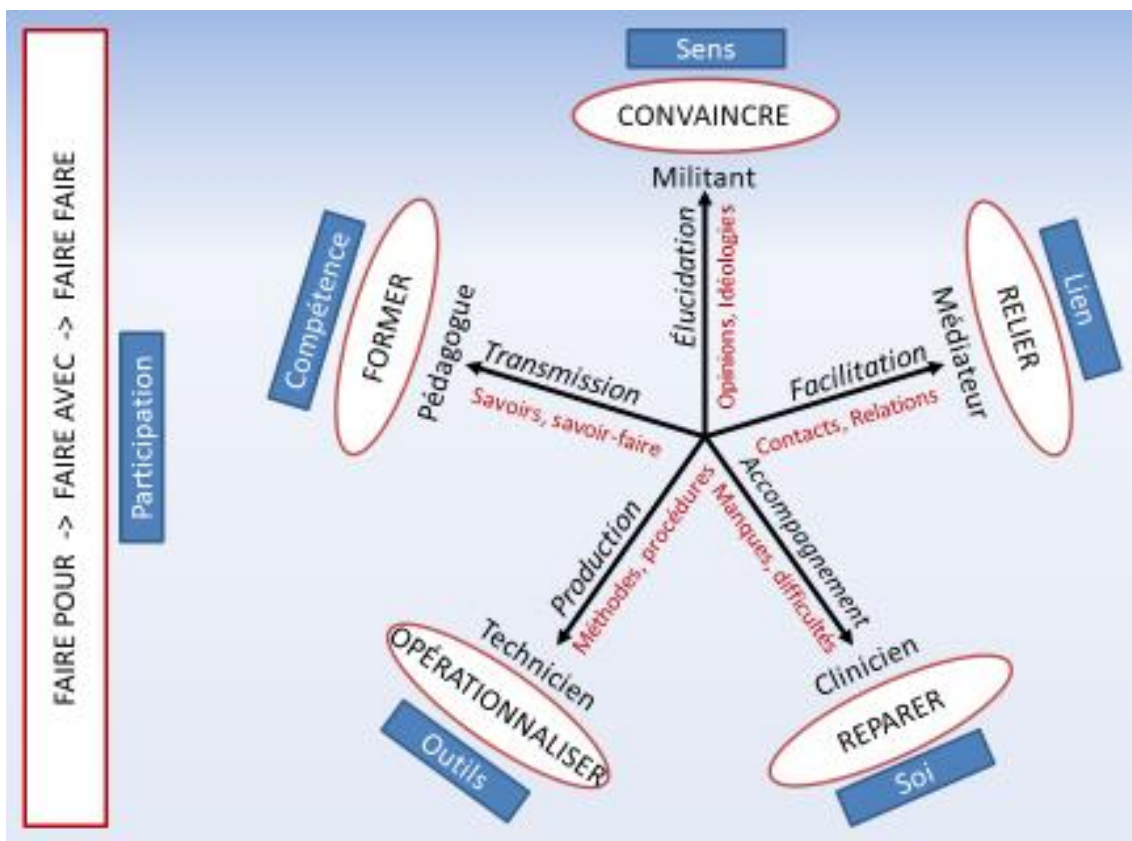 FAIRE POUR -> FAIRE AVEC -> FAIRE FAIRE
Participation
Sens
CONVAINCRE
Militant
Élucidation
Opinions, Idéologies
Compétence
FORMER
Pédagogue
Transmission
Savoirs, savoir-faire
Lien
RELIER
Médiateur
Facilitation
Contacts, Relations
Production
Méthodes, procédures
Technicien
OPÉRATIONNALISER
Outils
Accompagnement
Manques, difficultés
Clinicien
REPARER
Soi